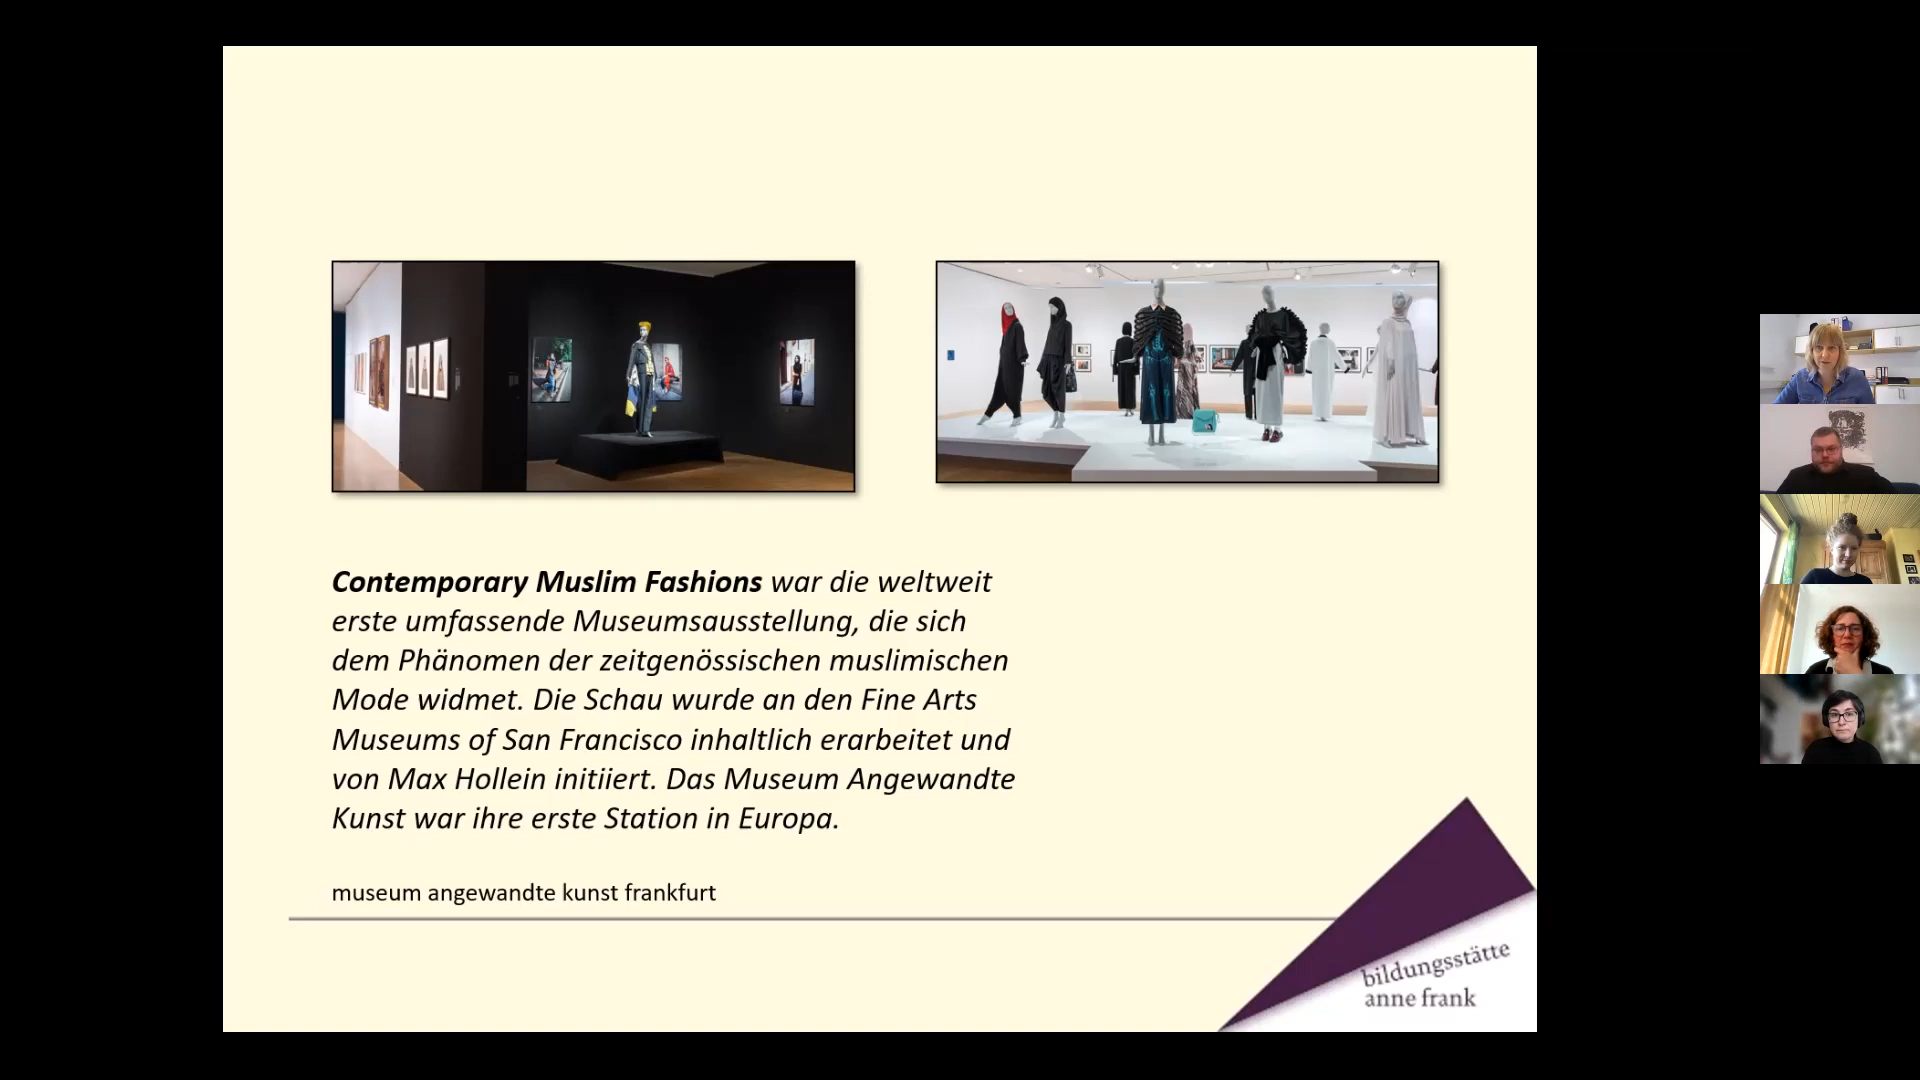 Contemporary Muslim Fashions war die weltweit
erste umfassende Museumsausstellung, die sich
dem Phänomen der zeitgenössischen muslimischen
Mode widmet. Die Schau wurde an den Fine Arts
Museums of San Francisco inhaltlich erarbeitet und
von Max Hollein initiiert. Das Museum Angewandte
Kunst war ihre erste Station in Europa.
museum angewandte kunst frankfurt
bildungsstätte
anne frank